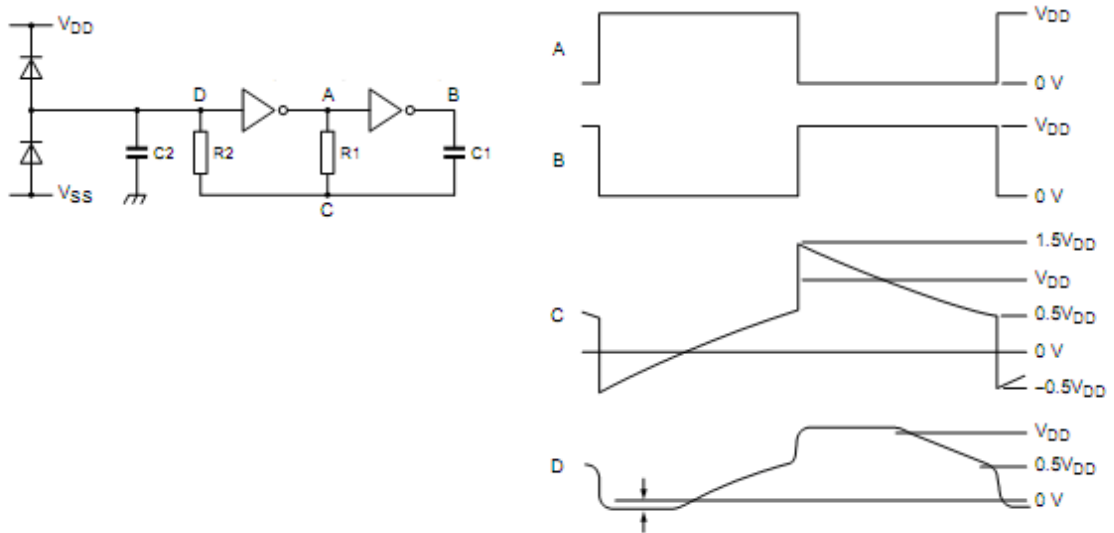 VDD
D
A
B
C2
R2
R1
C1
VSS
C
A
VDD
0 V
B
VDD
0 V
C
1.5VDD
VDD
0.5VDD
0 V
−0.5VDD
D
VDD
0.5VDD
0 V